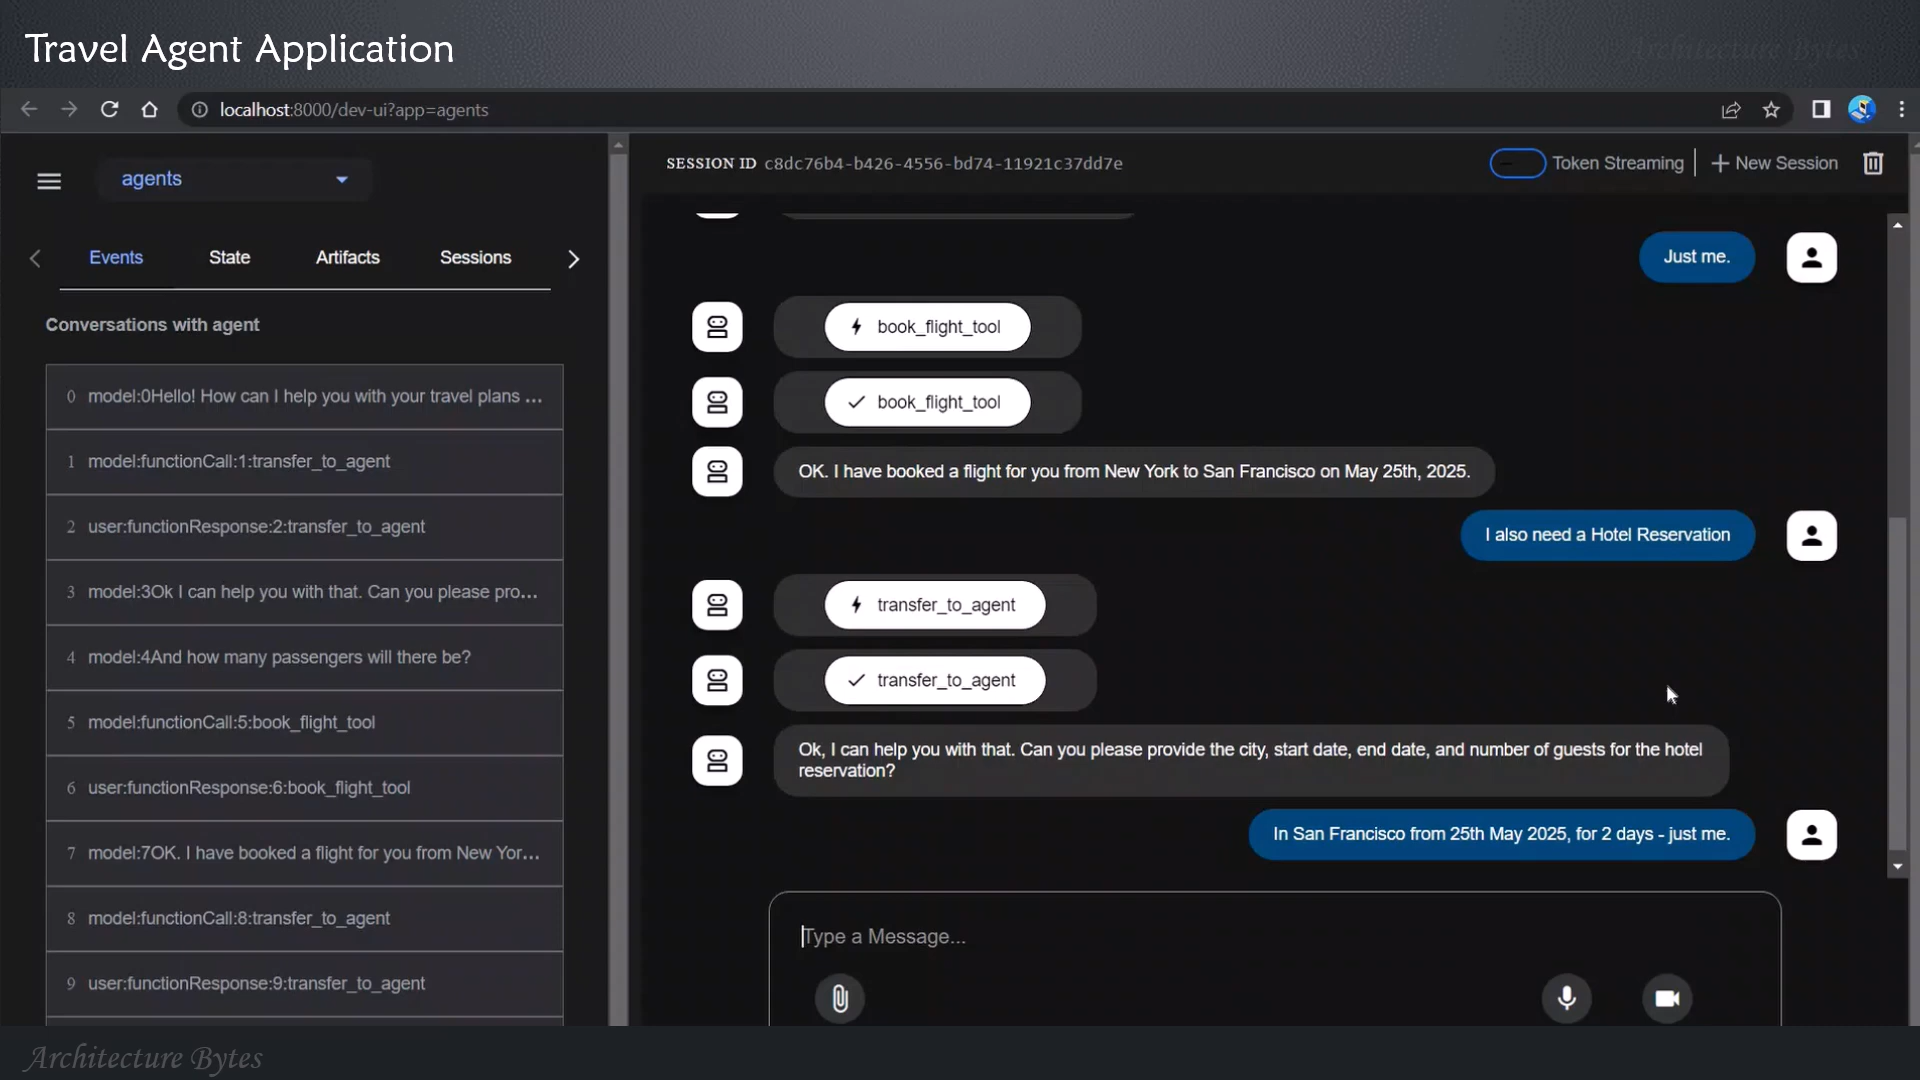 Travel Agent Application
Architecture Bytes
localhost:8000/dev-ui?app=agents
agents
Events
State
Artifacts
Sessions
Conversations with agent
0 model:0Hello! How can I help you with your travel plans ...
1 model:functionCall:1:transfer_to_agent
2 user:functionResponse:2:transfer_to_agent
3 model:3Ok I can help you with that. Can you please pro...
4 model:4And how many passengers will there be?
5 model:functionCall:5:book_flight_tool
6 user:functionResponse:6:book_flight_tool
7 model:7OK. I have booked a flight for you from New Yor...
8 model:functionCall:8:transfer_to_agent
9 user:functionResponse:9:transfer_to_agent
SESSION ID c8dc76b4-b426-4556-bd74-11921c37dd7e
Token Streaming
New Session
Just me.
book_flight_tool
book_flight_tool
OK. I have booked a flight for you from New York to San Francisco on May 25th, 2025.
I also need a Hotel Reservation
transfer_to_agent
transfer_to_agent
Ok, I can help you with that. Can you please provide the city, start date, end date, and number of guests for the hotel
reservation?
In San Francisco from 25th May 2025, for 2 days - just me.
Type a Message...
Architecture Bytes